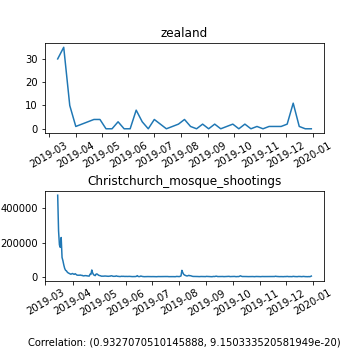 zealand
30
20
10
0
2019-03 2019-04 2019-05 2019-06 2019-07 2019-08 2019-09 2019-10 2019-11 2019-12 2020-01
Christchurch_mosque_shootings
400000
200000
0
2019-03 2019-04 2019-05 2019-06 2019-07 2019-08 2019-09 2019-10 2019-11 2019-12 2020-01
Correlation: (0.9327070510145888, 9.150333520581949e-20)